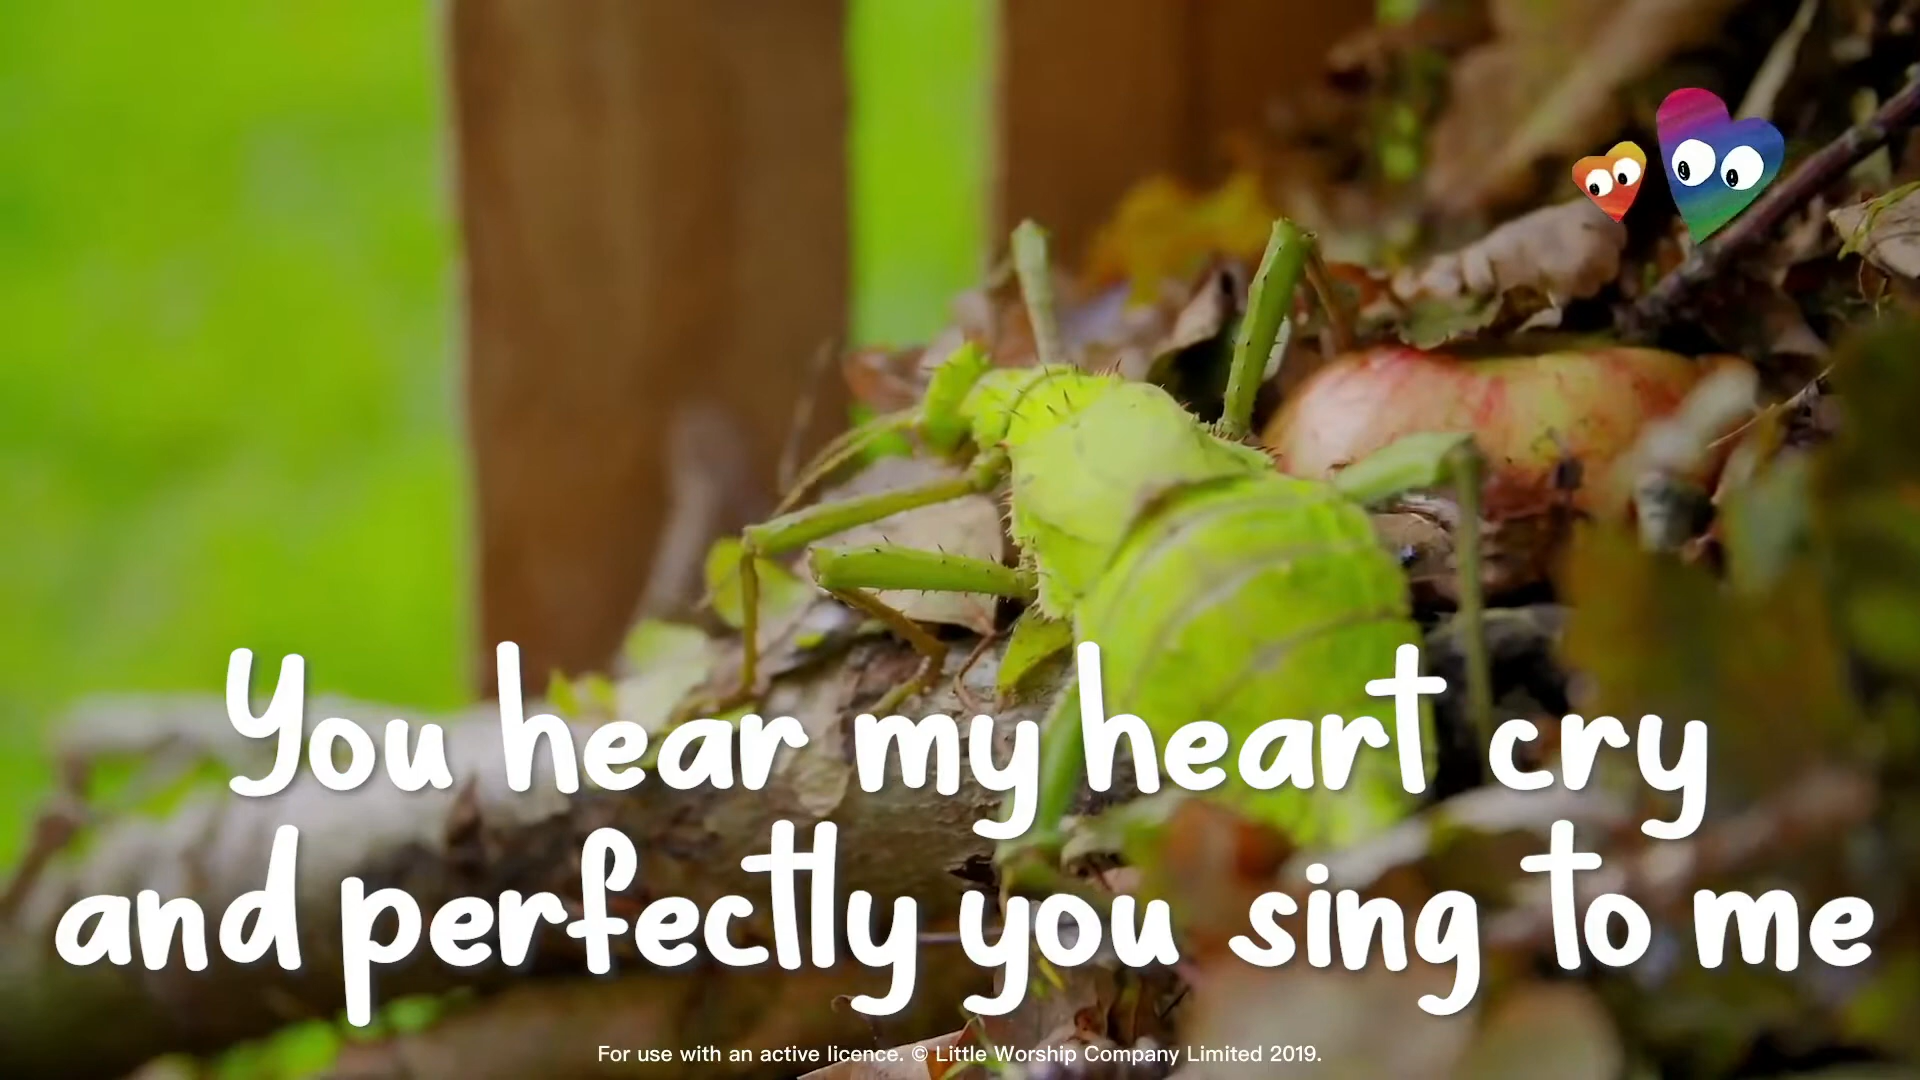 You hear my heart cry
and perfectly you sing to me
For use with an active licence. © Little Worship Company Limited 2019.